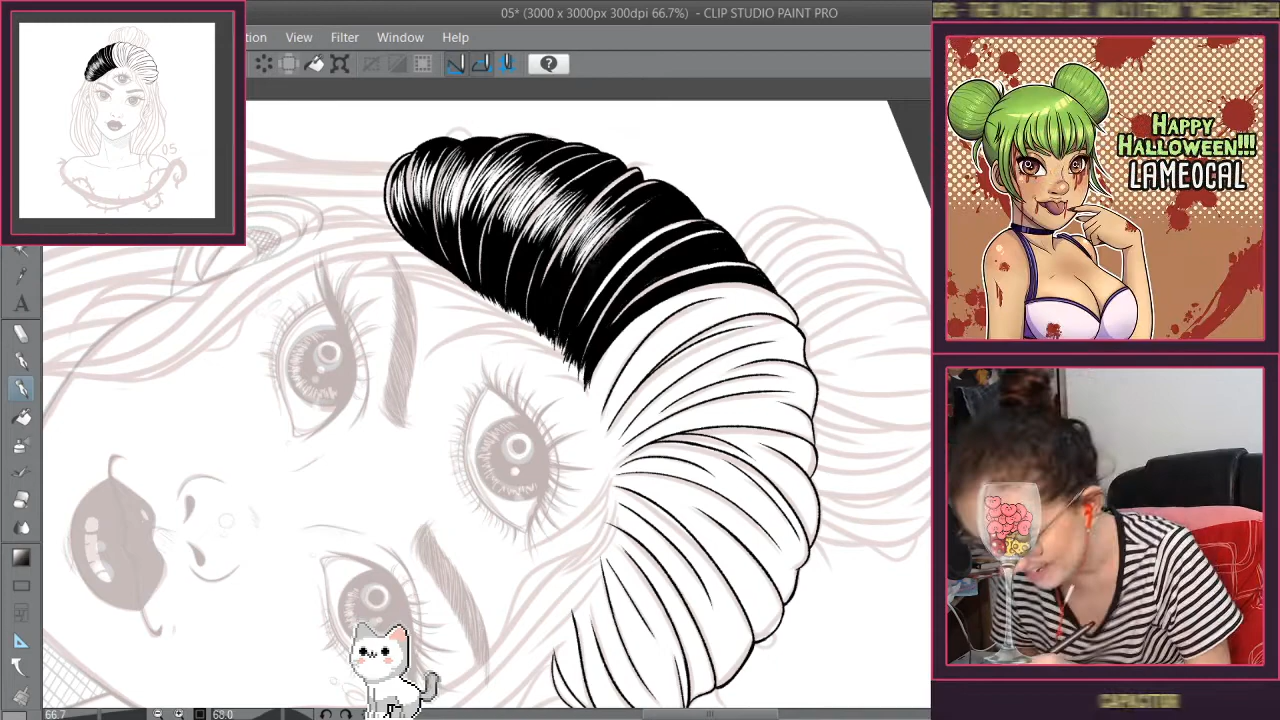 05* (3000 x 3000px 300dpi 66.7%) - CLIP STUDIO PAINT PRO
tion View Filter Window Help
05
HAPPY
HALLOWEEN!!!
LAMEOCAL
A
66.7
68.0